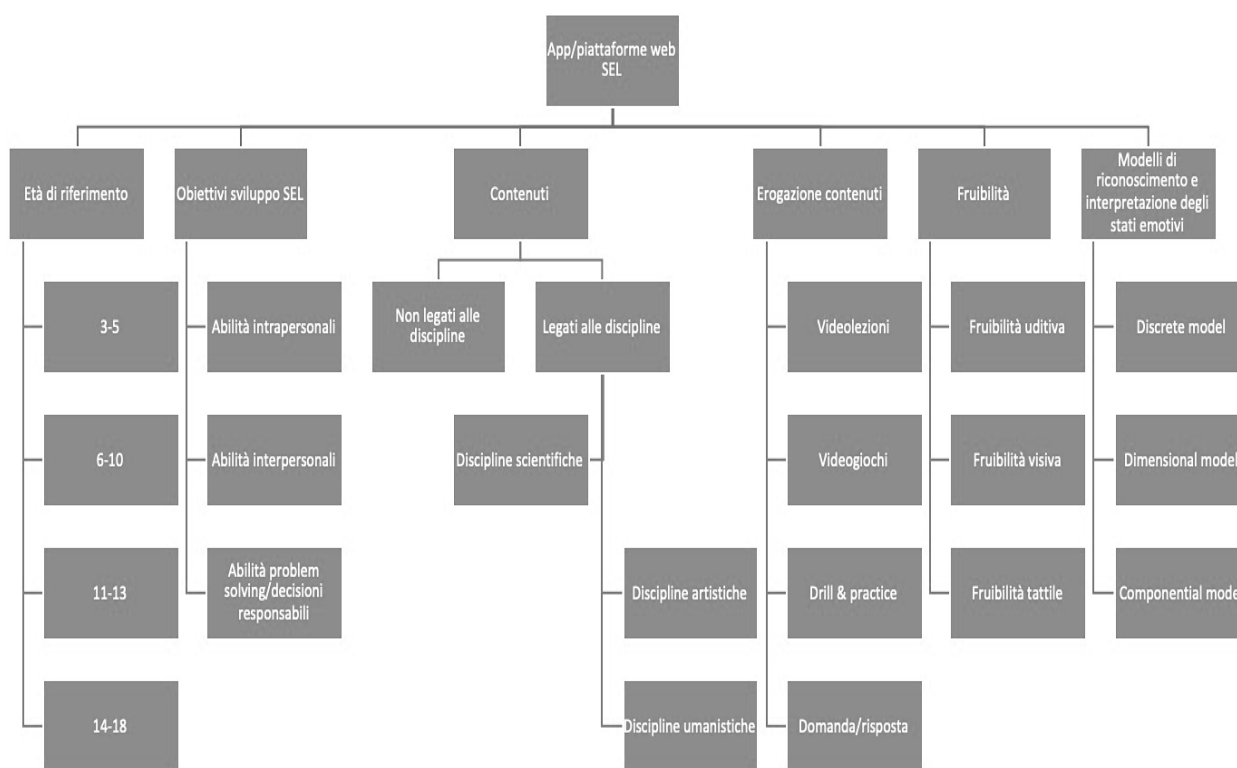 App/piattaforme web
SEL
Età di riferimento
Obiettivi sviluppo SEL
Contenuti
Erogazione contenuti
Fruibilità
Modelli di
riconoscimento e
interpretazione degli
stati emotivi
3-5
Abilità intrapersonali
Non legati alle
discipline
Legati alle discipline
Videolezioni
Fruibilità uditiva
Discrete model
6-10
Abilità interpersonali
Discipline scientifiche
Videogiochi
Fruibilità visiva
Dimensional model
11-13
Abilità problem
solving/decisioni
responsabili
Discipline artistiche
Drill & practice
Fruibilità tattile
Componential mode
14-18
Discipline umanistiche
Domanda/risposta